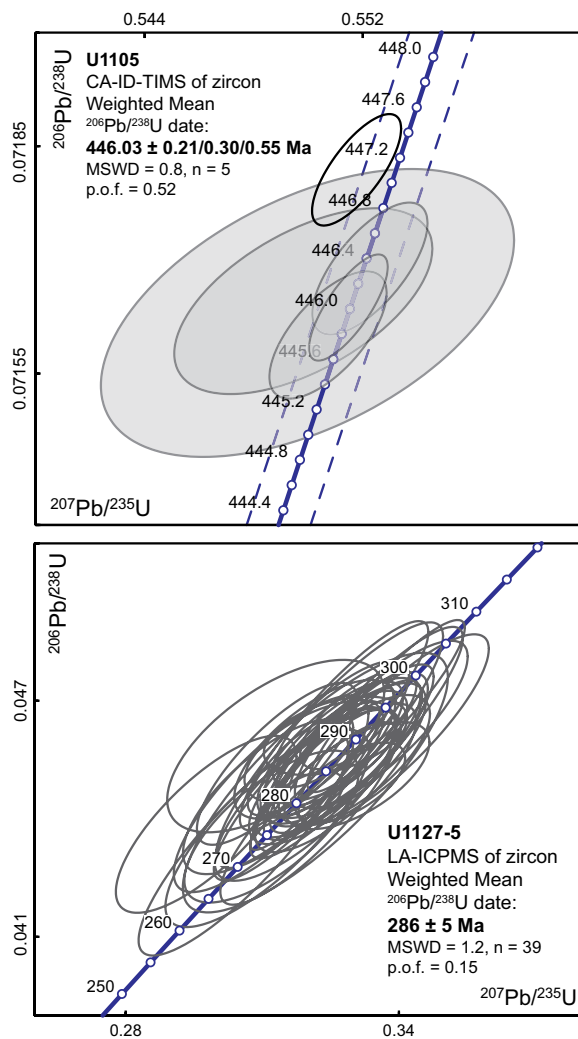 0.544
0.552
U1105
CA-ID-TIMS of zircon
Weighted Mean
²⁰⁶Pb/²³⁸U date:
446.03 ± 0.21/0.30/0.55 Ma
MSWD = 0.8, n = 5
p.o.f. = 0.52
²⁰⁶Pb/²³⁸U
0.07185
0.07155
448.0
447.6
447.2
446.8
446.4
446.0
445.6
445.2
444.8
444.4
²⁰⁷Pb/²³⁵U
²⁰⁶Pb/²³⁸U
0.047
0.041
310
300
290
280
270
260
250
U1127-5
LA-ICPMS of zircon
Weighted Mean
²⁰⁶Pb/²³⁸U date:
286 ± 5 Ma
MSWD = 1.2, n = 39
p.o.f. = 0.15
²⁰⁷Pb/²³⁵U
0.28
0.34